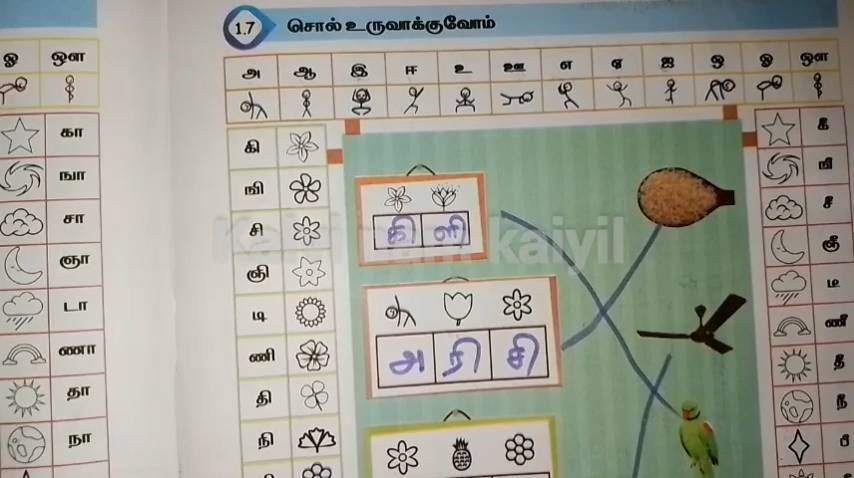 1.7 சொல் உருவாக்குவோம்
ஓ ஔ
அ ஆ இ ஈ உ ஊ எ ஏ ஐ ஒ ஓ ஔ
கா
ஙா
சா
ஞா
டா
ணா
தா
நா
கி
ஙி
சி
ஞி
டி
ணி
தி
நி
கி ளி
அ ரி சி
கீ
ஙீ
சீ
ஞீ
டீ
ணீ
தீ
நீ
பீ